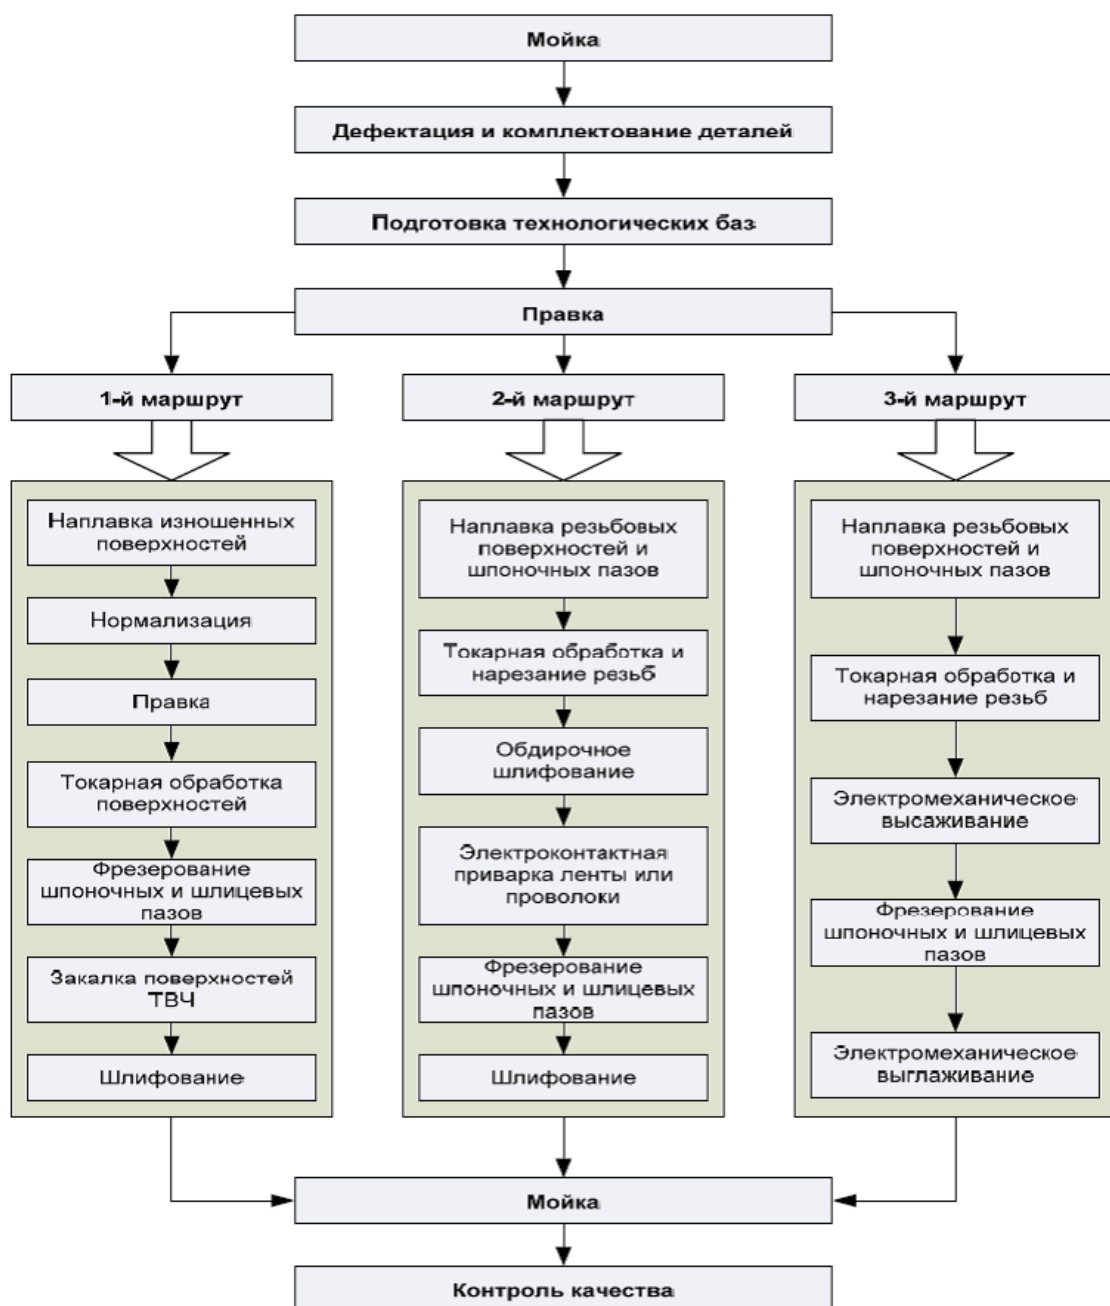 Мойка
Дефектация и комплектование деталей
Подготовка технологических баз
Правка
1-й маршрут
2-й маршрут
3-й маршрут
Наплавка изношенных
поверхностей
Нормализация
Правка
Токарная обработка
поверхностей
Фрезерование
шпоночных и шлицевых
пазов
Закалка поверхностей
ТВЧ
Шлифование
Наплавка резьбовых
поверхностей и
шпоночных пазов
Токарная обработка и
нарезание резьб
Обдирочное
шлифование
Электроконтактная
приварка ленты или
проволоки
Фрезерование
шпоночных и шлицевых
пазов
Шлифование
Наплавка резьбовых
поверхностей и
шпоночных пазов
Токарная обработка и
нарезание резьб
Электромеханическое
высаживание
Фрезерование
шпоночных и шлицевых
пазов
Электромеханическое
выглаживание
Мойка
Контроль качества